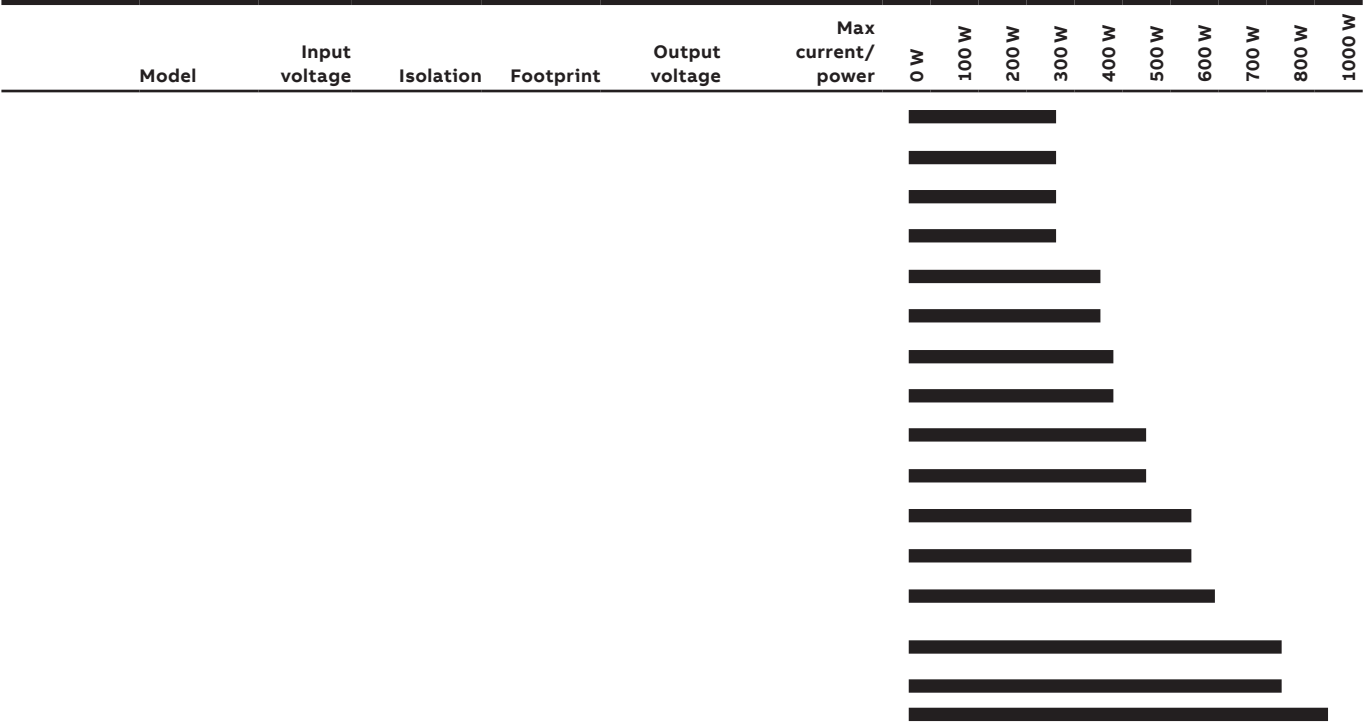 Model
Input voltage
Isolation
Footprint
Output voltage
Max current/ power
0 W
100 W
200 W
300 W
400 W
500 W
600 W
700 W
800 W
1000 W